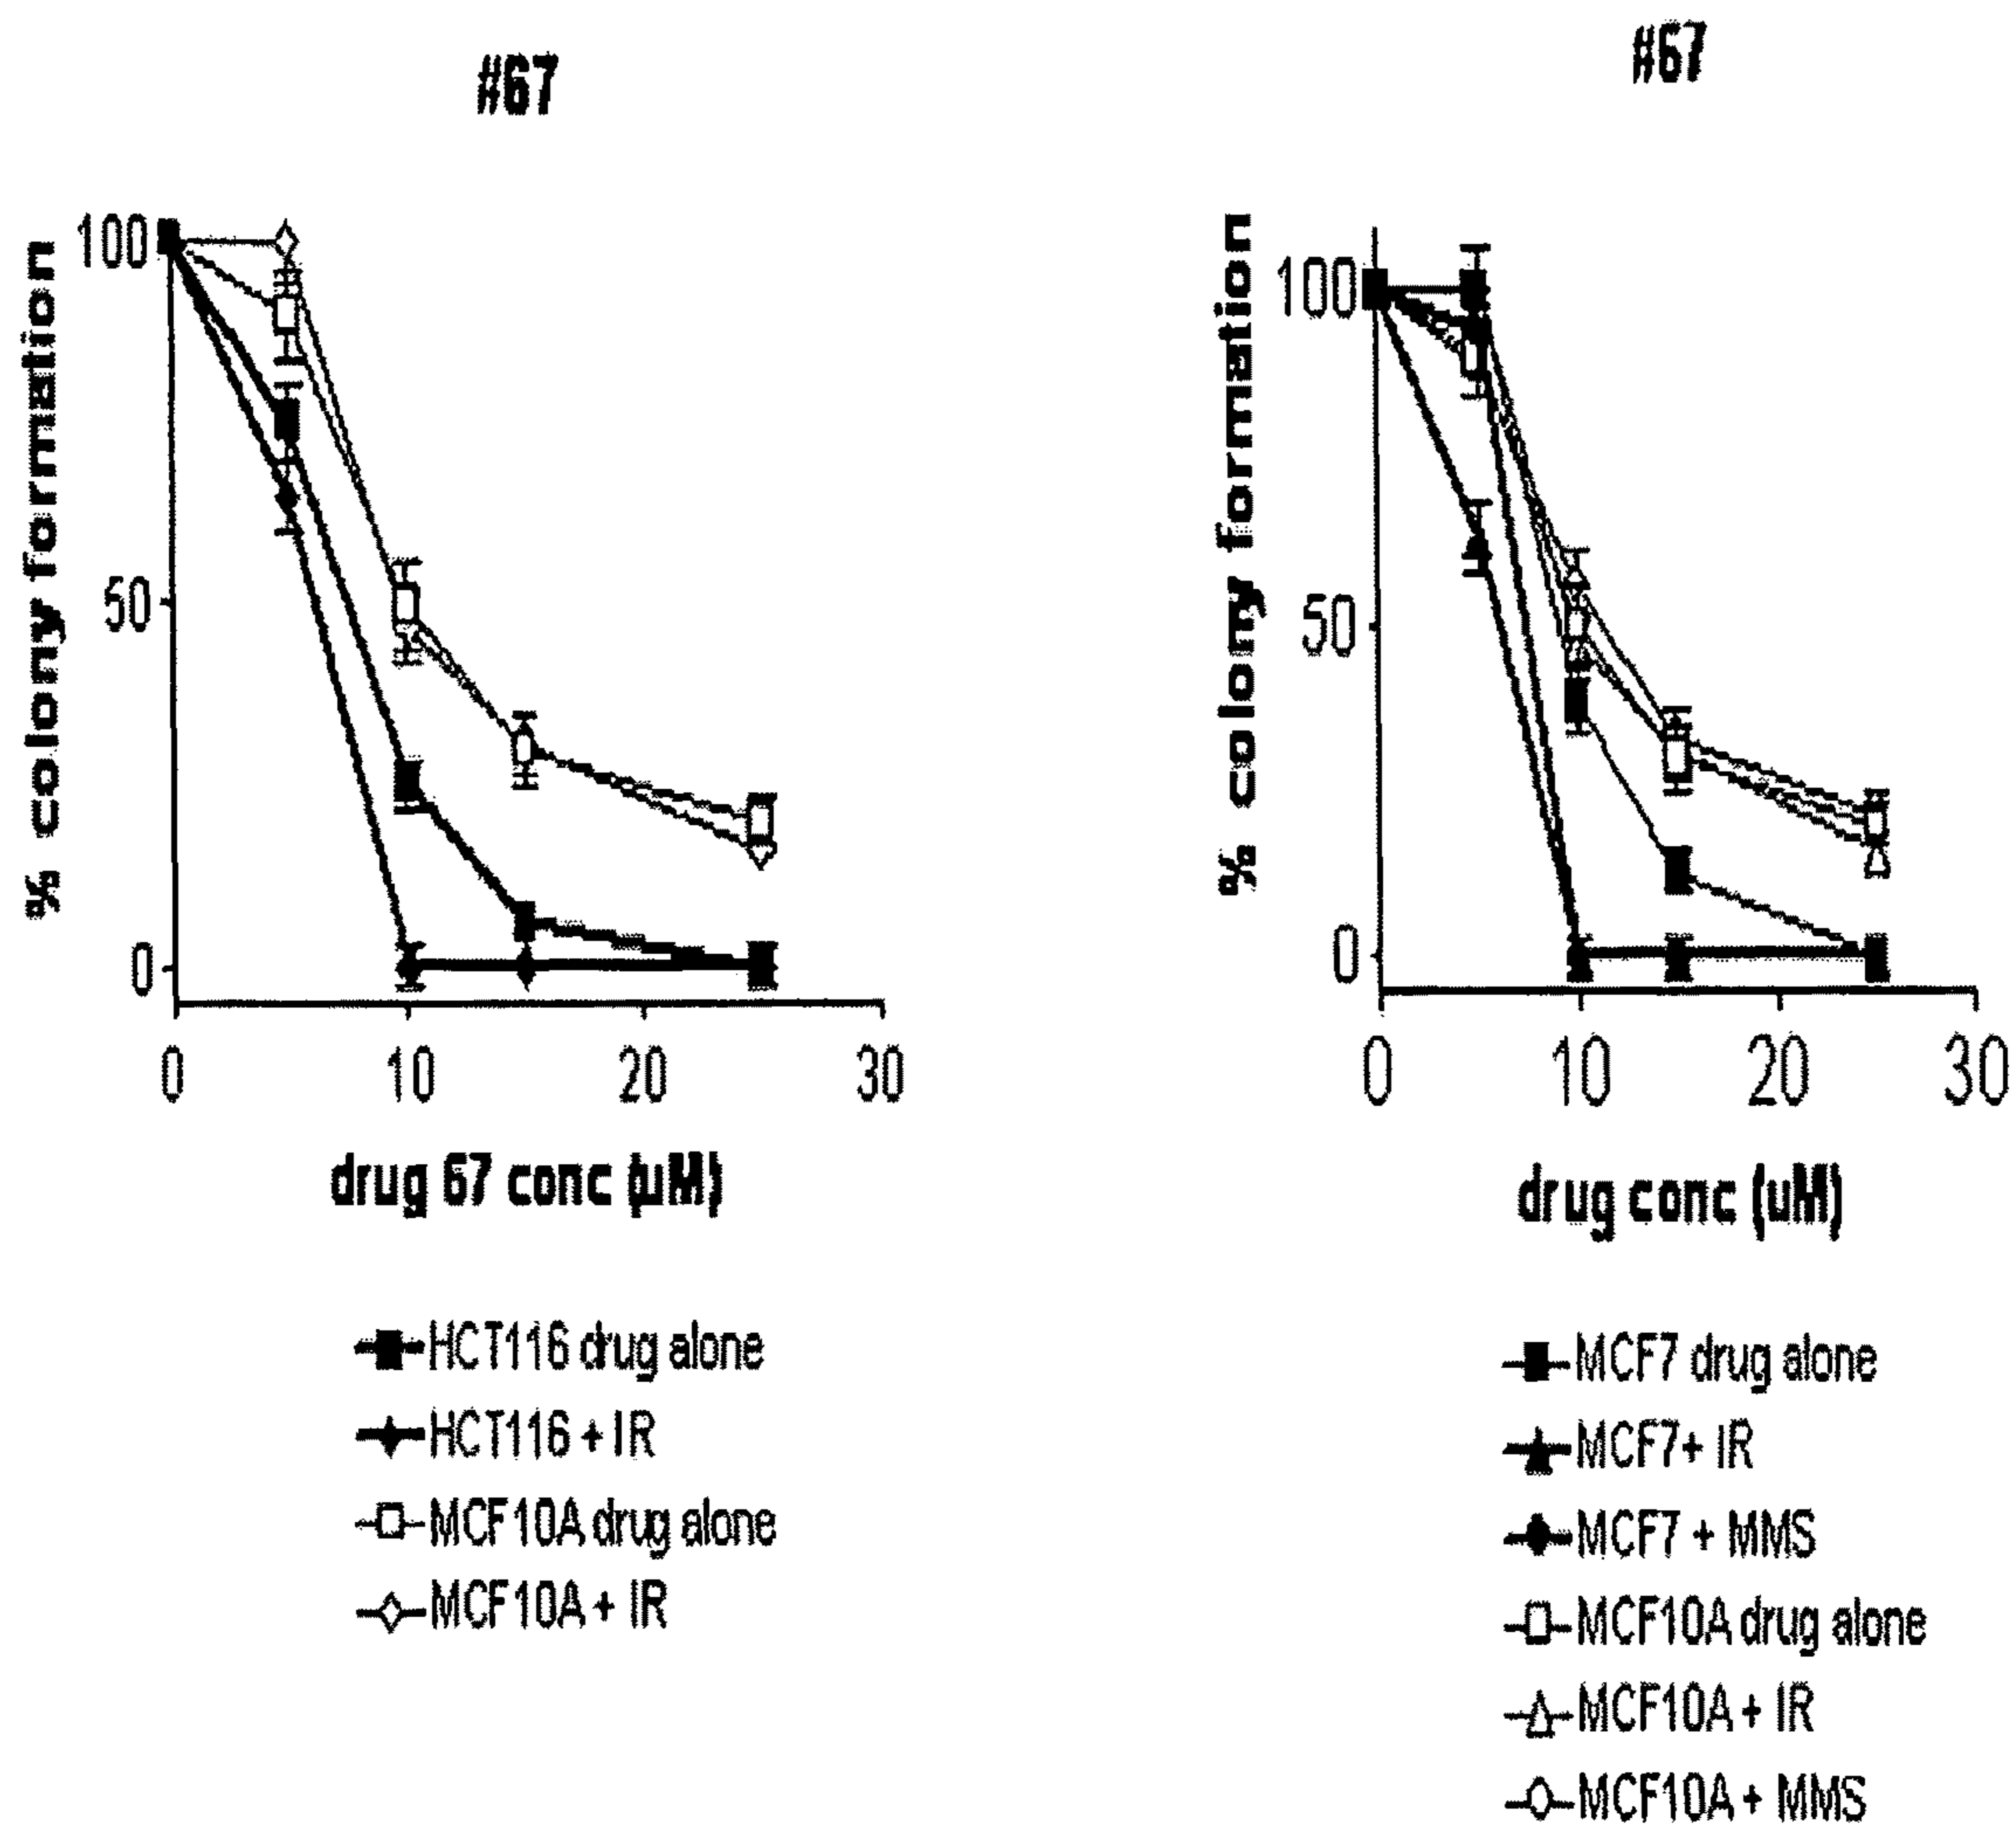 #67
% colony formation
100
50
0
0 10 20 30
drug 67 conc (µM)
HCT116 drug alone
HCT116 + IR
MCF10A drug alone
MCF10A + IR
#67
% colony formation
100
50
0
0 10 20 30
drug conc (uM)
MCF7 drug alone
MCF7+ IR
MCF7 + MMS
MCF10A drug alone
MCF10A + IR
MCF10A + MMS